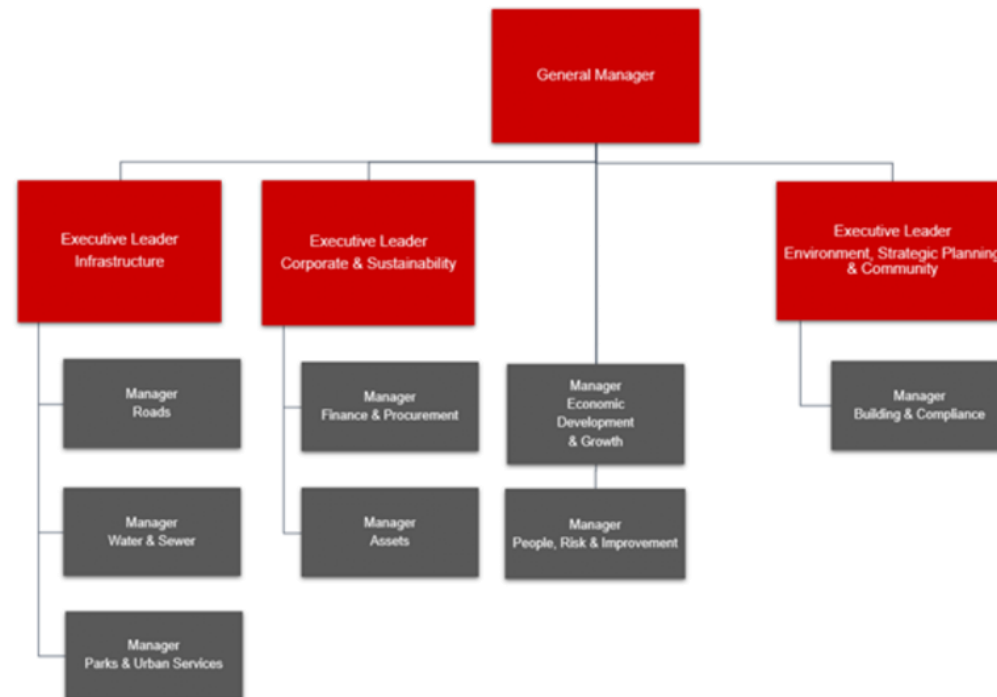 General Manager
Executive Leader
Infrastructure
Executive Leader
Corporate & Sustainability
Executive Leader
Environment, Strategic Planning
& Community
Manager
Roads
Manager
Finance & Procurement
Manager
Economic
Development
& Growth
Manager
Building & Compliance
Manager
Water & Sewer
Manager
Assets
Manager
People, Risk & Improvement
Manager
Parks & Urban Services